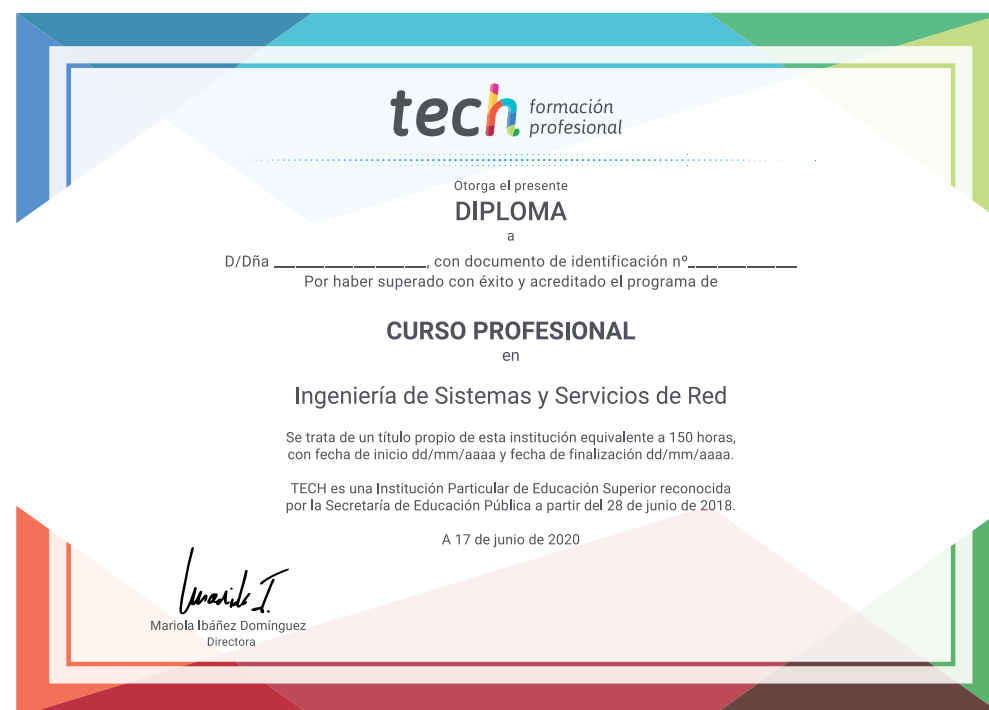 tech formación
profesional
Otorga el presente
DIPLOMA
a
D/Dña ______________, con documento de identificación nº__________
Por haber superado con éxito y acreditado el programa de
CURSO PROFESIONAL
en
Ingeniería de Sistemas y Servicios de Red
Se trata de un título propio de esta institución equivalente a 150 horas,
con fecha de inicio dd/mm/aaaa y fecha de finalización dd/mm/aaaa.
TECH es una Institución Particular de Educación Superior reconocida
por la Secretaría de Educación Pública a partir del 28 de junio de 2018.
A 17 de junio de 2020
Mariola Ibáñez Domínguez
Directora